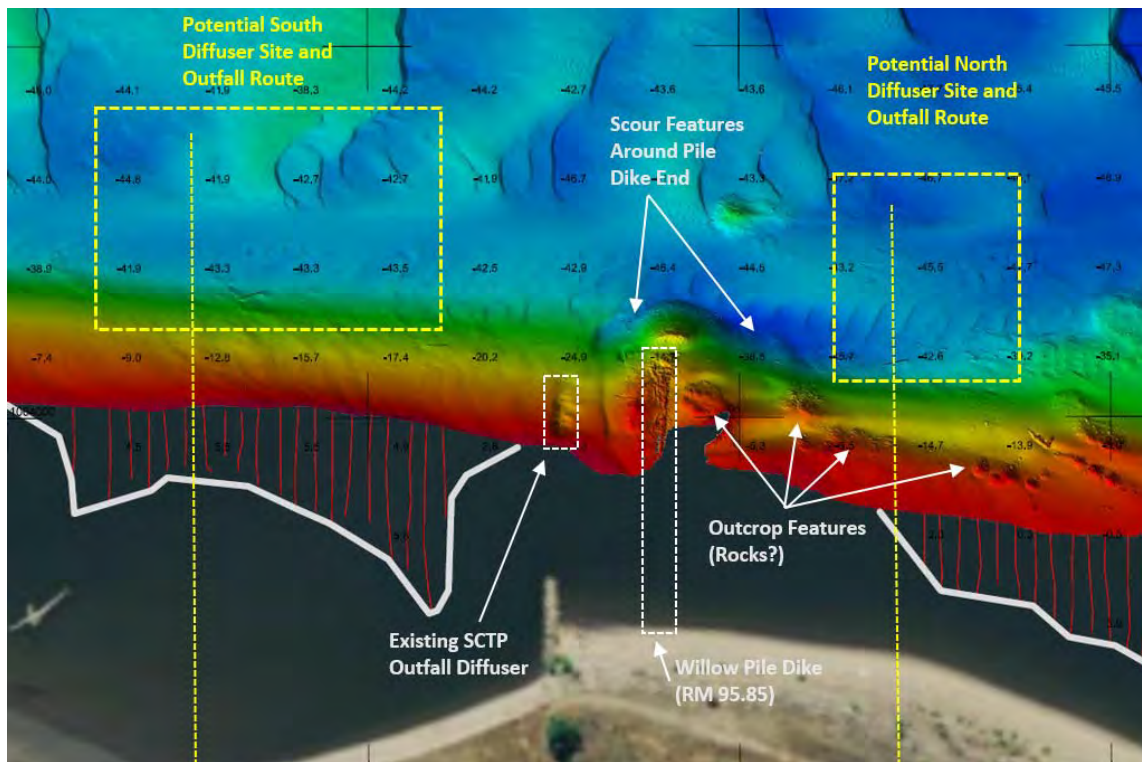 Potential South
Diffuser Site and
Outfall Route
Potential North
Diffuser Site and
Outfall Route
Scour Features
Around Pile
Dike End
-44.1
-41.9
-38.3
-44.2
-42.7
-43.6
-43.6
-46.1
-45.5
-44.0
-44.6
-41.9
-42.7
-42.7
-41.9
-46.7
-43.3
-46.9
-38.9
-41.9
-43.3
-43.3
-43.5
-42.5
-42.9
-44.5
-45.5
-47.3
-7.4
-9.0
-12.8
-15.7
-17.4
-20.2
-24.9
-38.6
-42.6
-39.2
-35.1
-14.7
-13.9
Outcrop Features
(Rocks?)
Existing SCTP
Outfall Diffuser
Willow Pile Dike
(RM 95.85)